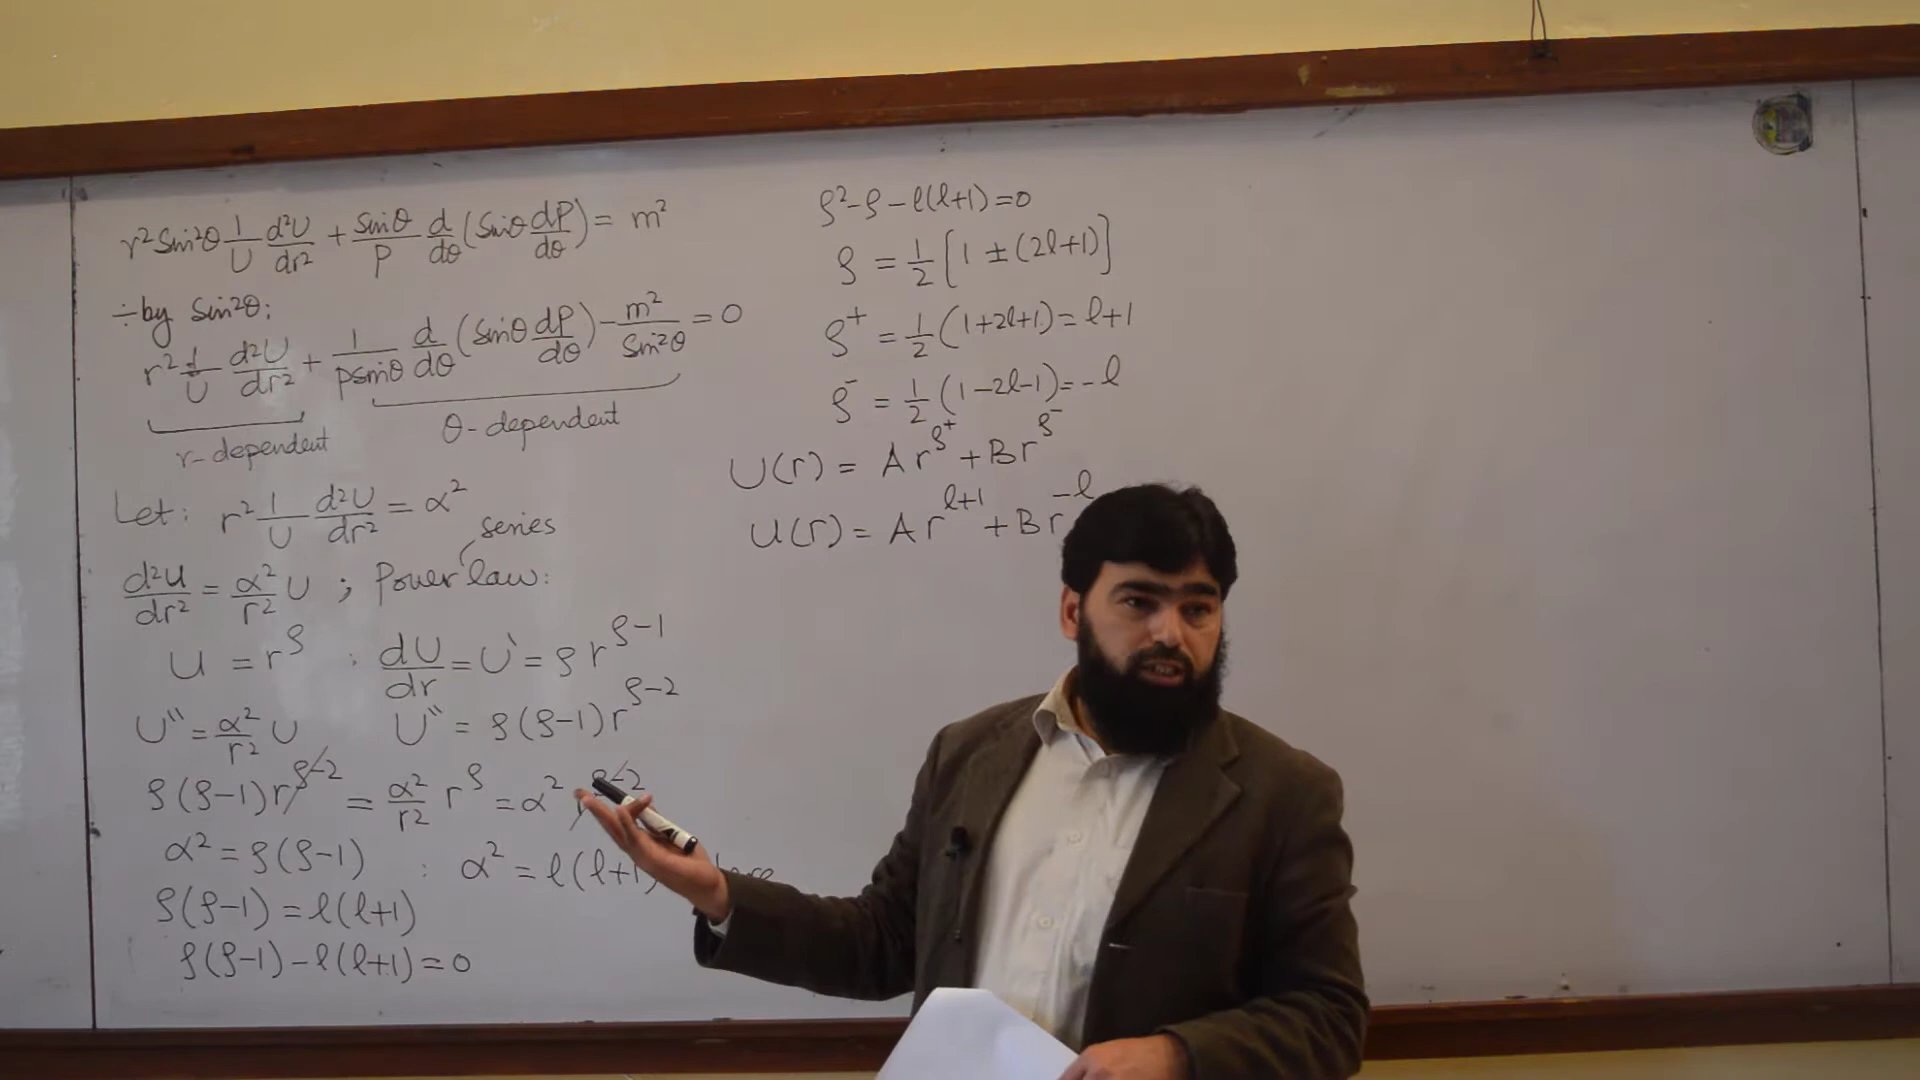 r² Sin²θ 1/U d²U/dr² + Sinθ/P d/dθ (Sinθ dP/dθ) = m²
÷ by Sin²θ:
r² 1/U d²U/dr² + 1/PSinθ d/dθ (Sinθ dP/dθ) - m²/Sin²θ = 0
r-dependent
θ-dependent
Let: r² 1/U d²U/dr² = α²
series
d²U/dr² = α²/r² U ; Power law:
U = r^ρ : dU/dr = U` = ρ r^(ρ-1)
U`` = α²/r² U U`` = ρ(ρ-1) r^(ρ-2)
ρ(ρ-1) r^(ρ-2) = α²/r² r^ρ = α² r^(ρ-2)
α² = ρ(ρ-1) : α² = l(l+1)
ρ(ρ-1) = l(l+1)
ρ(ρ-1) - l(l+1) = 0
ρ² - ρ - l(l+1) = 0
ρ = 1/2 [1 ± (2l+1)]
ρ⁺ = 1/2 (1+2l+1) = l+1
ρ⁻ = 1/2 (1-2l-1) = -l
U(r) = A r^ρ⁺ + B r^ρ⁻
U(r) = A r^(l+1) + B r^(-l)